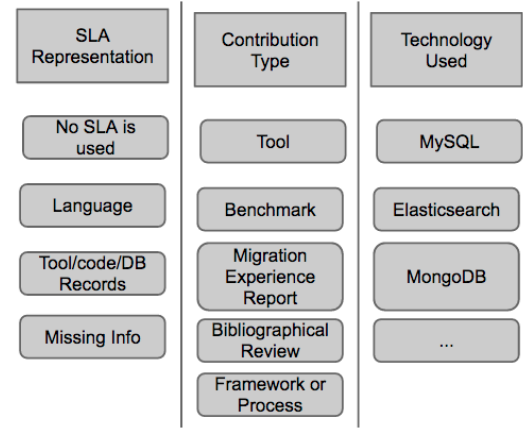 SLA
Representation
No SLA is
used
Language
Tool/code/DB
Records
Missing Info
Contribution
Type
Tool
Benchmark
Migration
Experience
Report
Bibliographical
Review
Framework or
Process
Technology
Used
MySQL
Elasticsearch
MongoDB
...